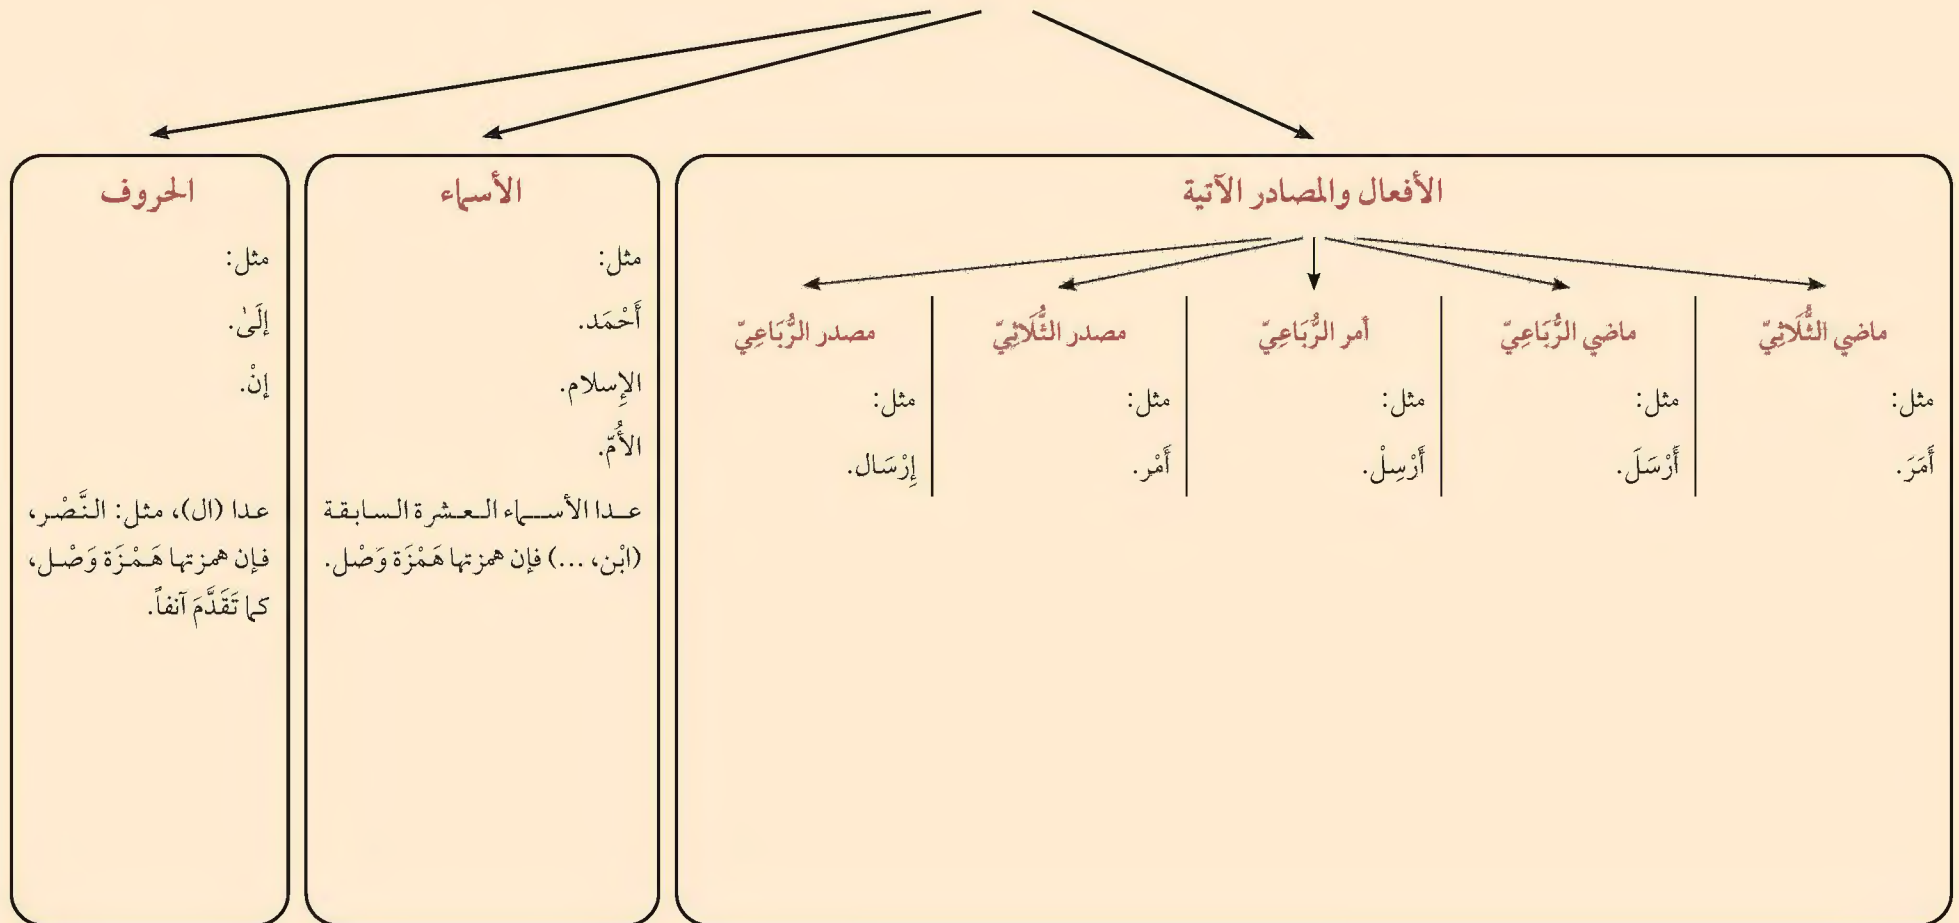 الأفعال والمصادر الآتية
ماضي الثُّلَاثِيّ
مثل:
أَمَرَ.
ماضي الرُّبَاعِيّ
مثل:
أَرْسَلَ.
أمر الرُّبَاعِيّ
مثل:
أَرْسِلْ.
مصدر الثُّلَاثِيّ
مثل:
أَمْر.
مصدر الرُّبَاعِيّ
مثل:
إِرْسَال.
الأسماء
مثل:
أَحْمَد.
الإِسلام.
الأُمّ.
عدا الأسماء العشرة السابقة
(ابْن، ...) فإن همزتها هَمْزَة وَصْل.
الحروف
مثل:
إلَىٰ.
إنْ.
عدا (ال)، مثل: النَّصْر،
فإن همزتها هَمْزَة وَصْل،
كما تَقَدَّمَ آنفاً.